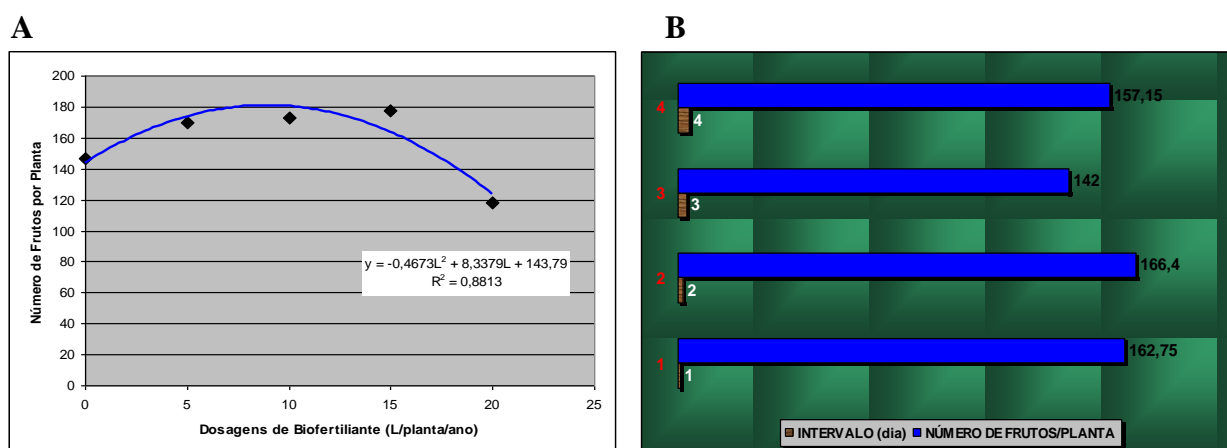 A
B
Número de Frutos por Planta
200
180
160
140
120
100
80
60
40
20
0
y = -0,4673L² + 8,3379L + 143,79
R² = 0,8813
0 5 10 15 20 25
Dosagens de Biofertiliante (L/planta/ano)
4 157,15
4
3 142
3
2 166,4
2
1 162,75
1
INTERVALO (dia) NÚMERO DE FRUTOS/PLANTA